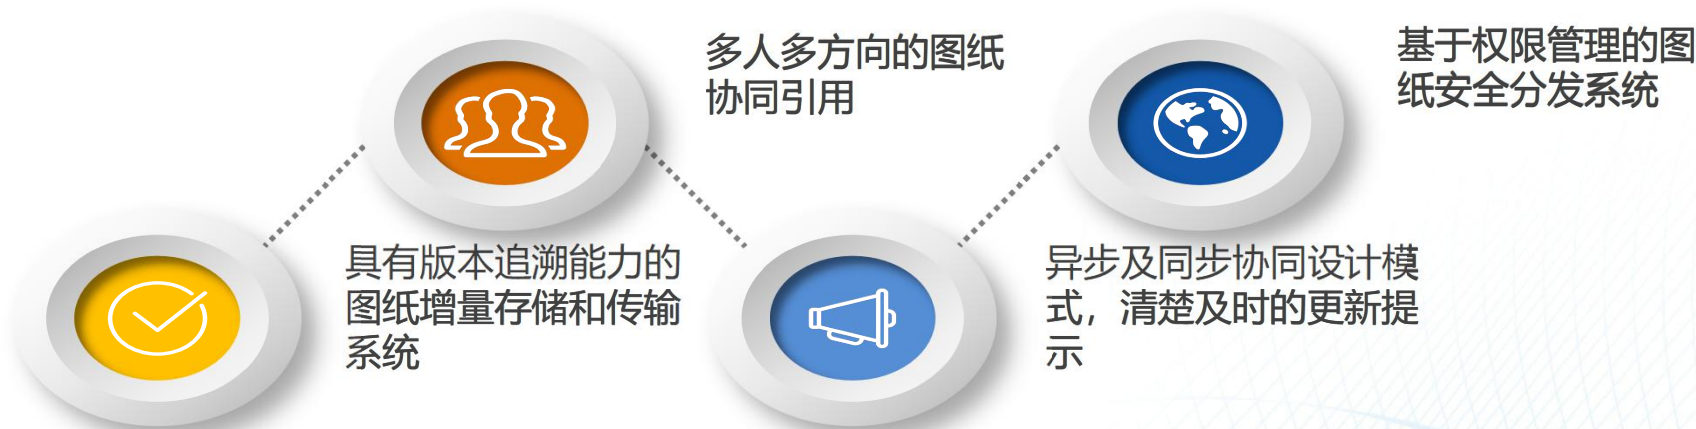 多人多方向的图纸
协同引用
基于权限管理的图
纸安全分发系统
具有版本追溯能力的
图纸增量存储和传输
系统
异步及同步协同设计模
式，清楚及时的更新提
示